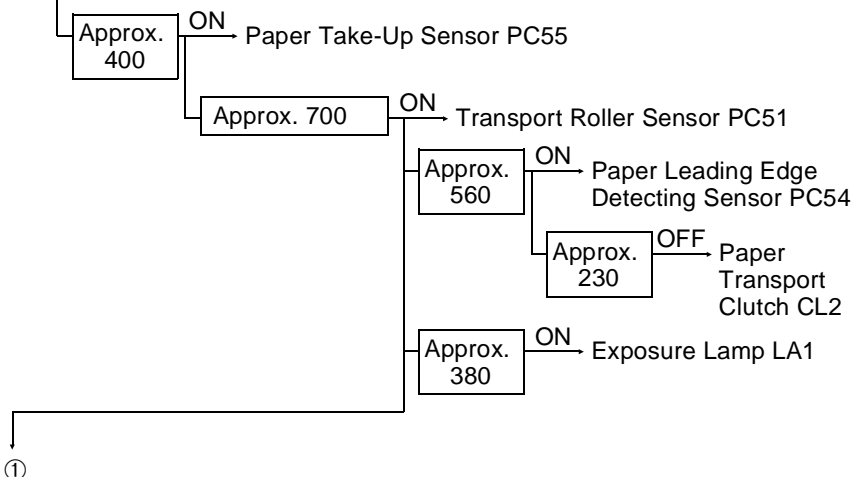 Approx.
400
ON
Paper Take-Up Sensor PC55
Approx. 700
ON
Transport Roller Sensor PC51
Approx.
560
ON
Paper Leading Edge
Detecting Sensor PC54
Approx.
230
OFF
Paper
Transport
Clutch CL2
Approx.
380
ON
Exposure Lamp LA1
①